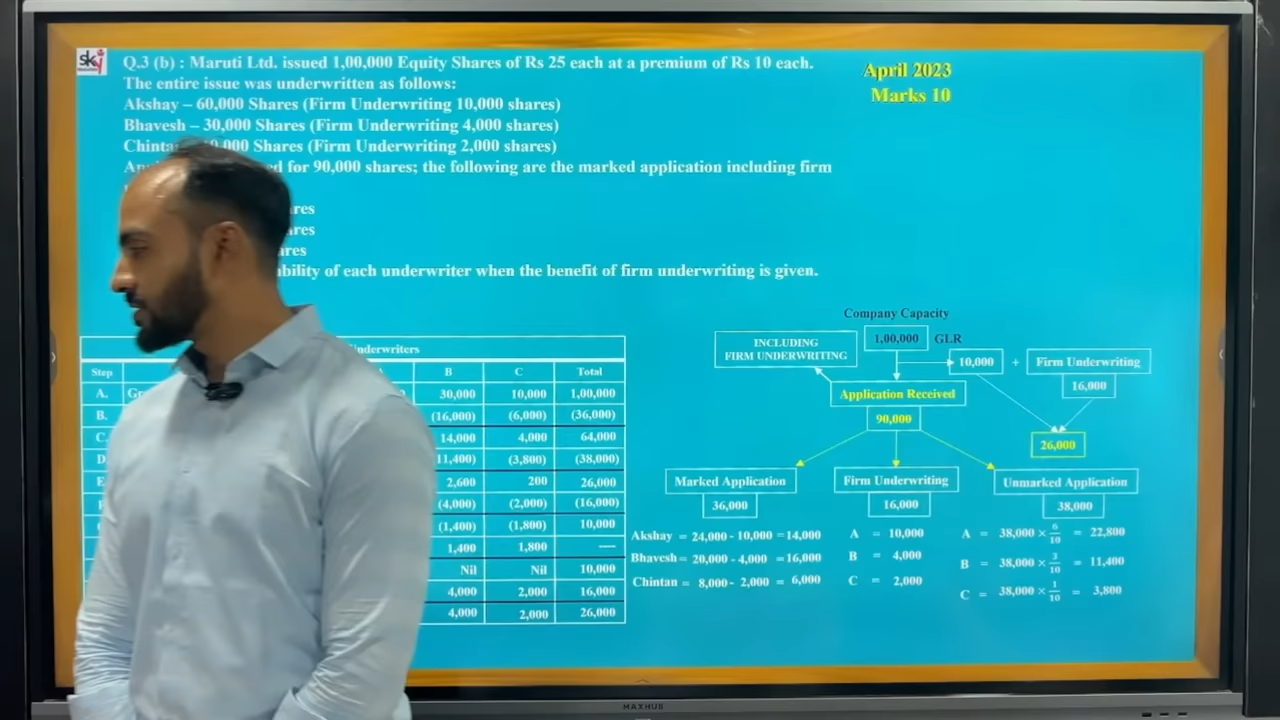 sky
Q.3 (b) : Maruti Ltd. issued 1,00,000 Equity Shares of Rs 25 each at a premium of Rs 10 each.
The entire issue was underwritten as follows:
Akshay – 60,000 Shares (Firm Underwriting 10,000 shares)
Bhavesh – 30,000 Shares (Firm Underwriting 4,000 shares)
0,000 Shares (Firm Underwriting 2,000 shares)
for 90,000 shares; the following are the marked application including firm
of each underwriter when the benefit of firm underwriting is given.
April 2023
Marks 10
Step B C Total
A. 30,000 10,000 1,00,000
B. (16,000) (6,000) (36,000)
C 14,000 4,000 64,000
D 11,400) (3,800) (38,000)
E 2,600 200 26,000
(4,000) (2,000) (16,000)
(1,400) (1,800) 10,000
1,400 1,800 —
Nil Nil 10,000
4,000 2,000 16,000
4,000 2,000 26,000
Company Capacity
1,00,000 GLR
INCLUDING
FIRM UNDERWRITING
10,000 + Firm Underwriting
16,000
Application Received
90,000
26,000
Marked Application
36,000
Firm Underwriting
16,000
Unmarked Application
38,000
Akshay = 24,000 - 10,000 = 14,000
Bhavesh = 20,000 - 4,000 = 16,000
Chintan = 8,000 - 2,000 = 6,000
A = 10,000
B = 4,000
C = 2,000
A = 38,000 × 6/10 = 22,800
B = 38,000 × 3/10 = 11,400
C = 38,000 × 1/10 = 3,800
MAXHUB